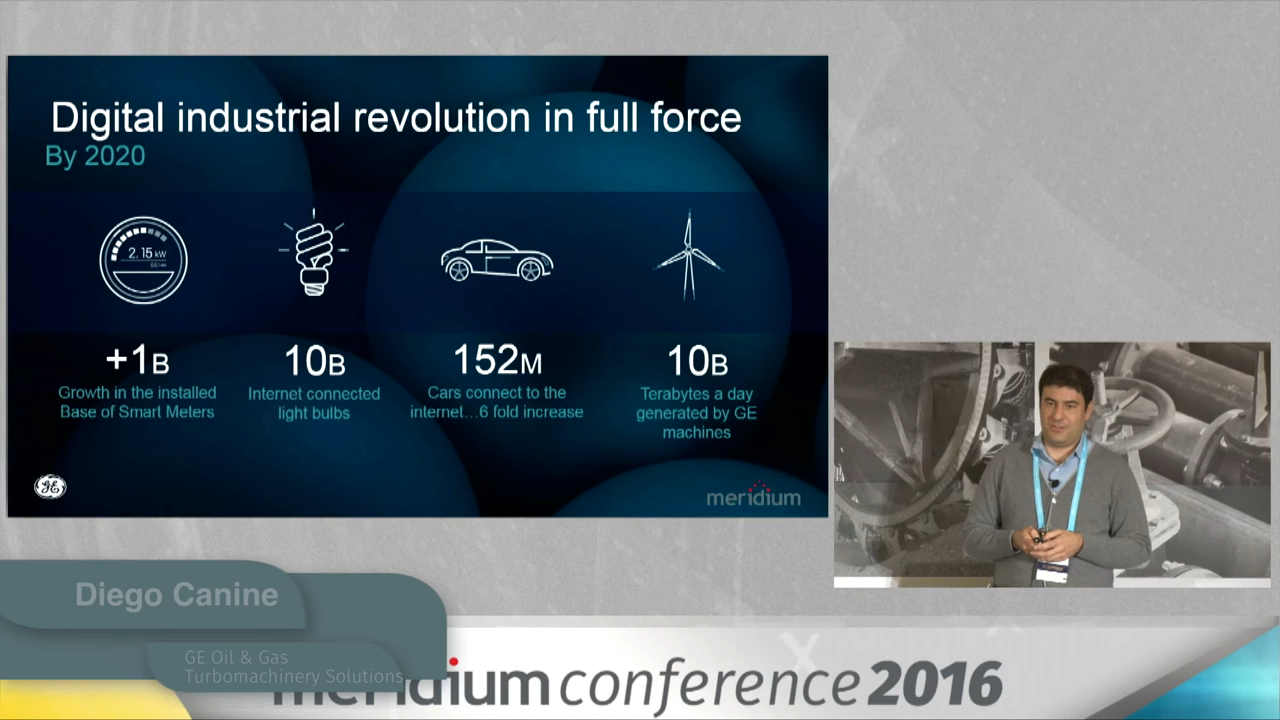 Digital industrial revolution in full force
By 2020
2.15 kW
+1B
Growth in the installed
Base of Smart Meters
10B
Internet connected
light bulbs
152M
Cars connect to the
internet...6 fold increase
10B
Terabytes a day
generated by GE
machines
GE
meridium
Diego Canine
GE Oil & Gas
Turbomachinery Solutions
meridium conference 2016